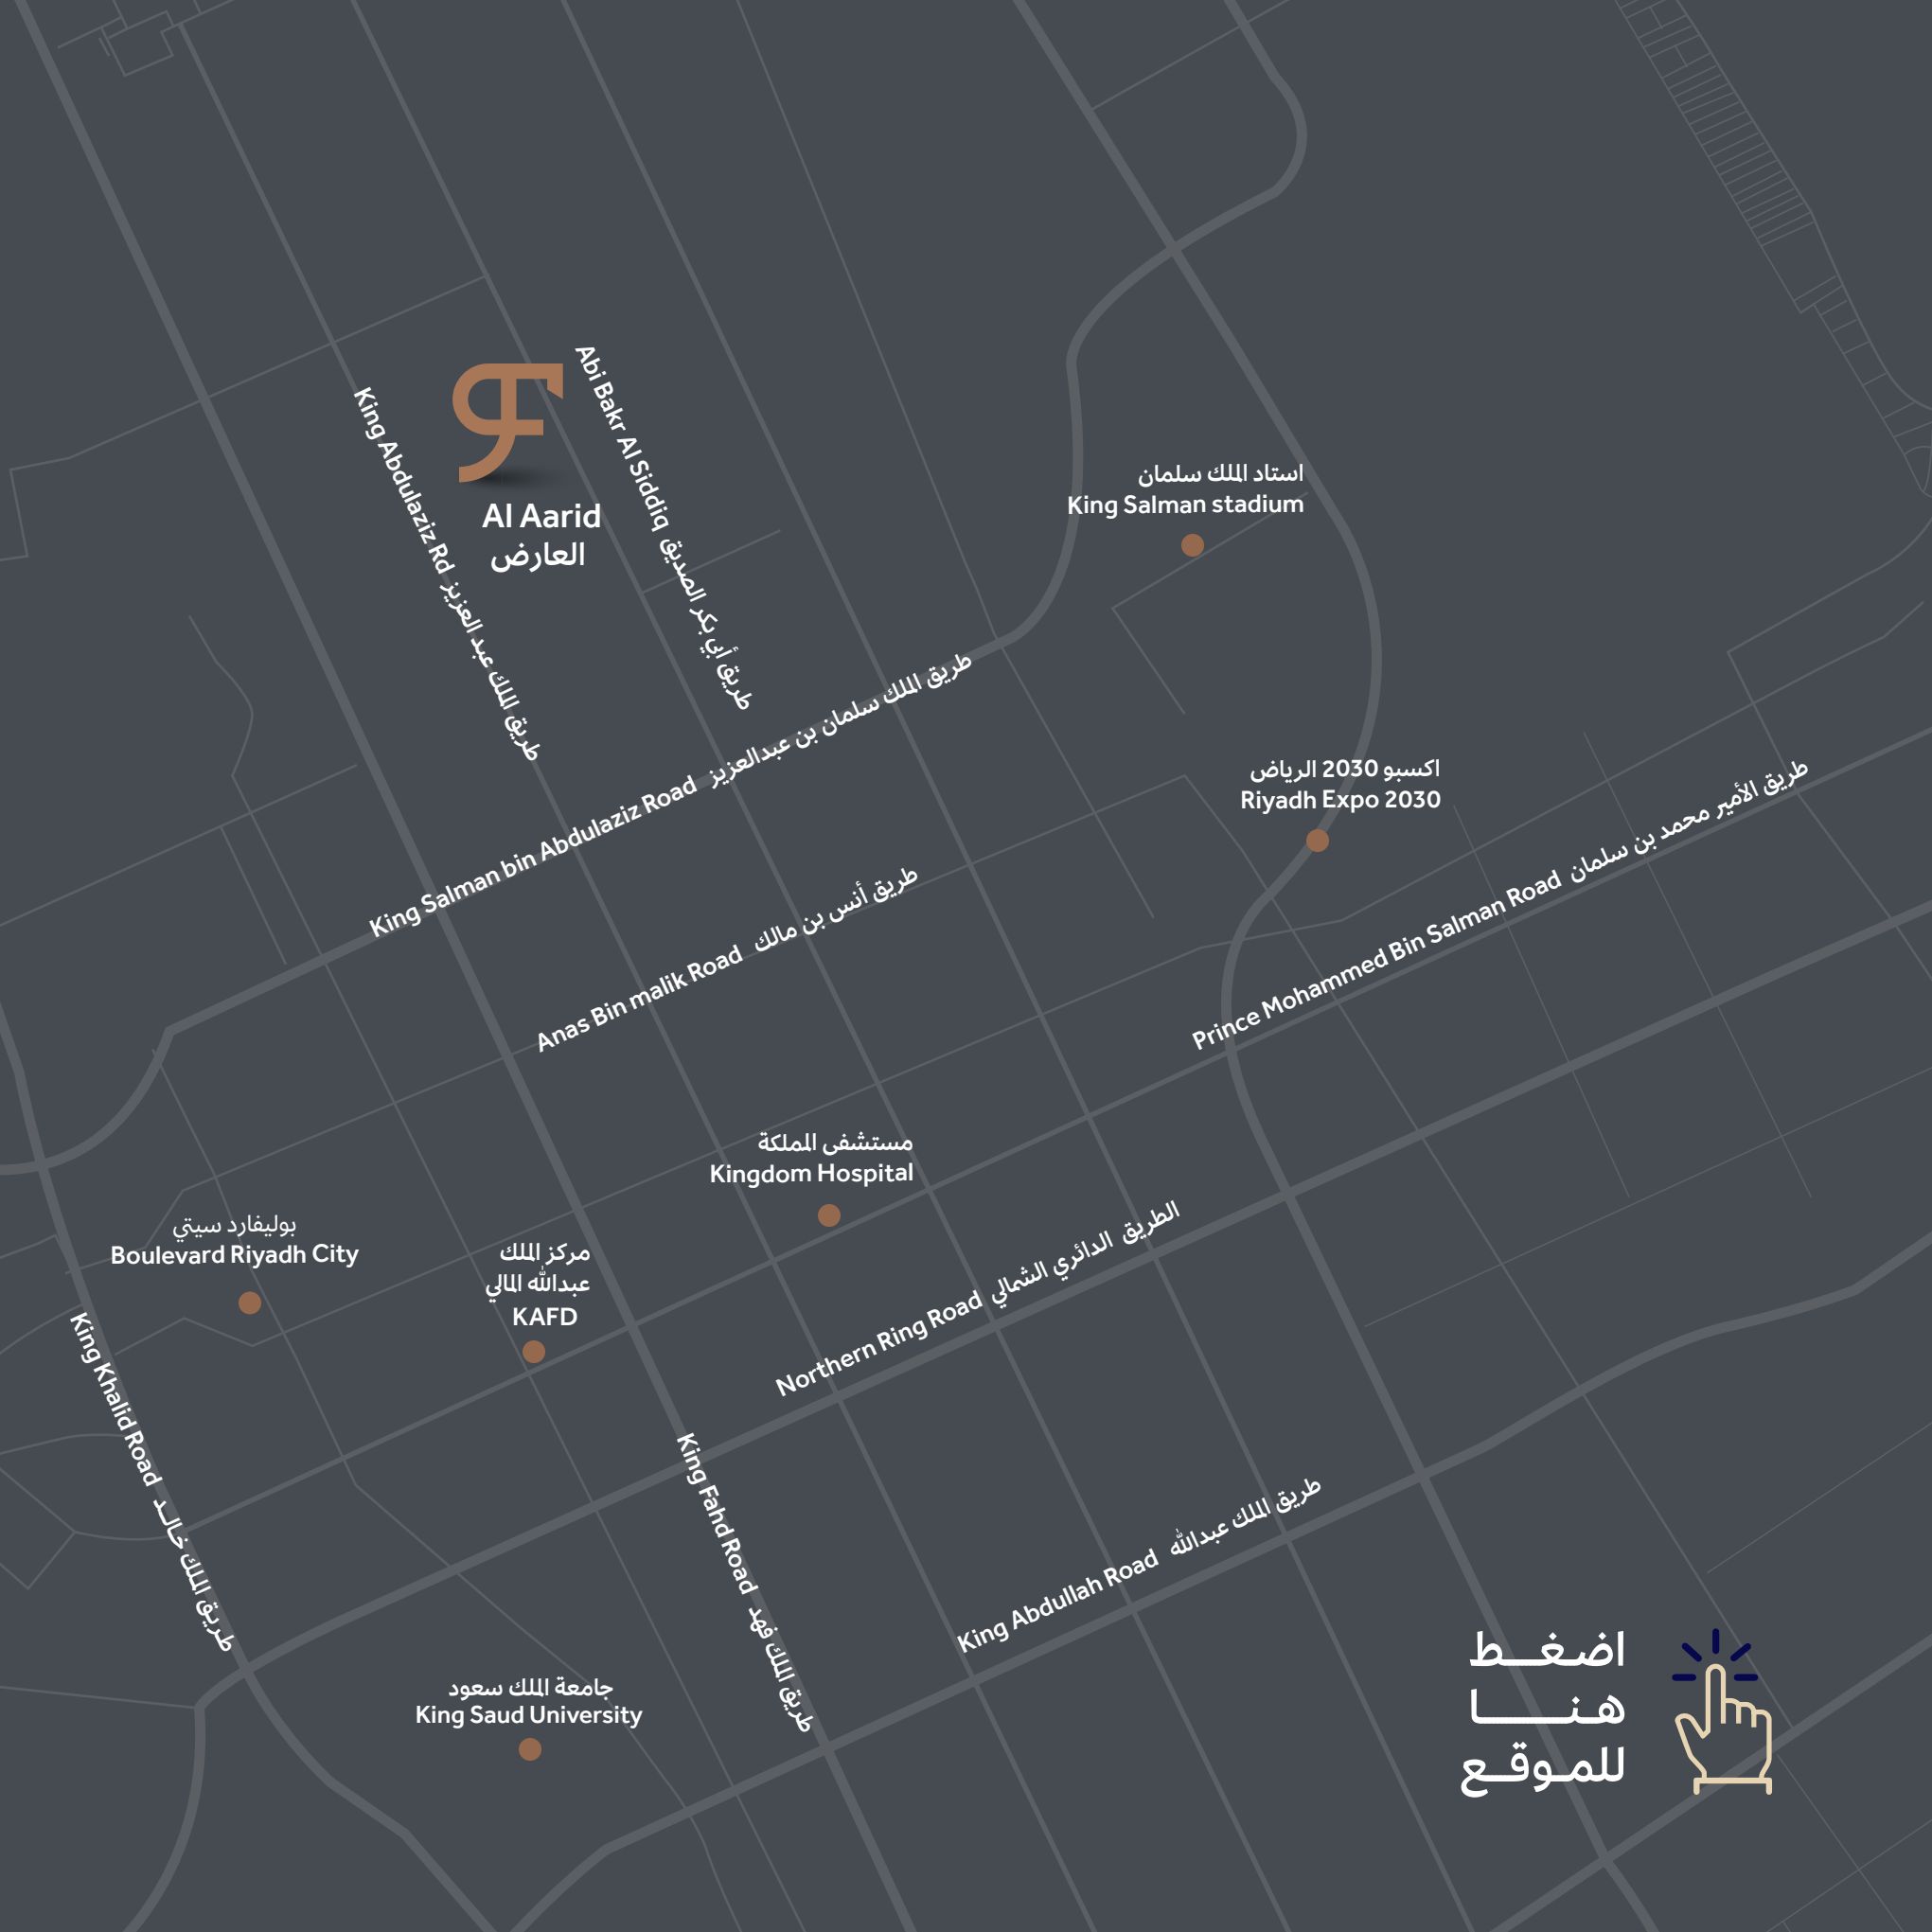 King Abdulaziz Rd طريق الملك عبد العزيز
Abi Bakr Al Siddiq طريق أبي بكر الصديق
Al Aarid
العارض
استاد الملك سلمان
King Salman stadium
King Salman bin Abdulaziz Road طريق الملك سلمان بن عبدالعزيز
اكسبو 2030 الرياض
Riyadh Expo 2030
Anas Bin malik Road طريق أنس بن مالك
Prince Mohammed Bin Salman Road طريق الأمير محمد بن سلمان
مستشفى المملكة
Kingdom Hospital
بوليفارد سيتي
Boulevard Riyadh City
مركز الملك
عبدالله المالي
KAFD
Northern Ring Road الطريق الدائري الشمالي
King Khalid Road طريق الملك خالد
King Fahd Road طريق الملك فهد
King Abdullah Road طريق الملك عبدالله
جامعة الملك سعود
King Saud University
اضغط
هنا
للموقع